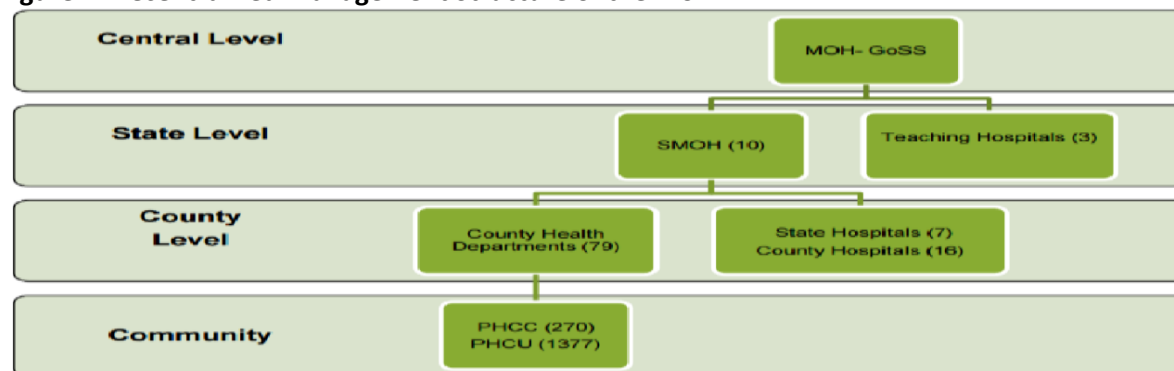 Central Level
MOH- GoSS
State Level
SMOH (10)
Teaching Hospitals (3)
County
Level
County Health
Departments (79)
State Hospitals (7)
County Hospitals (16)
Community
PHCC (270)
PHCU (1377)